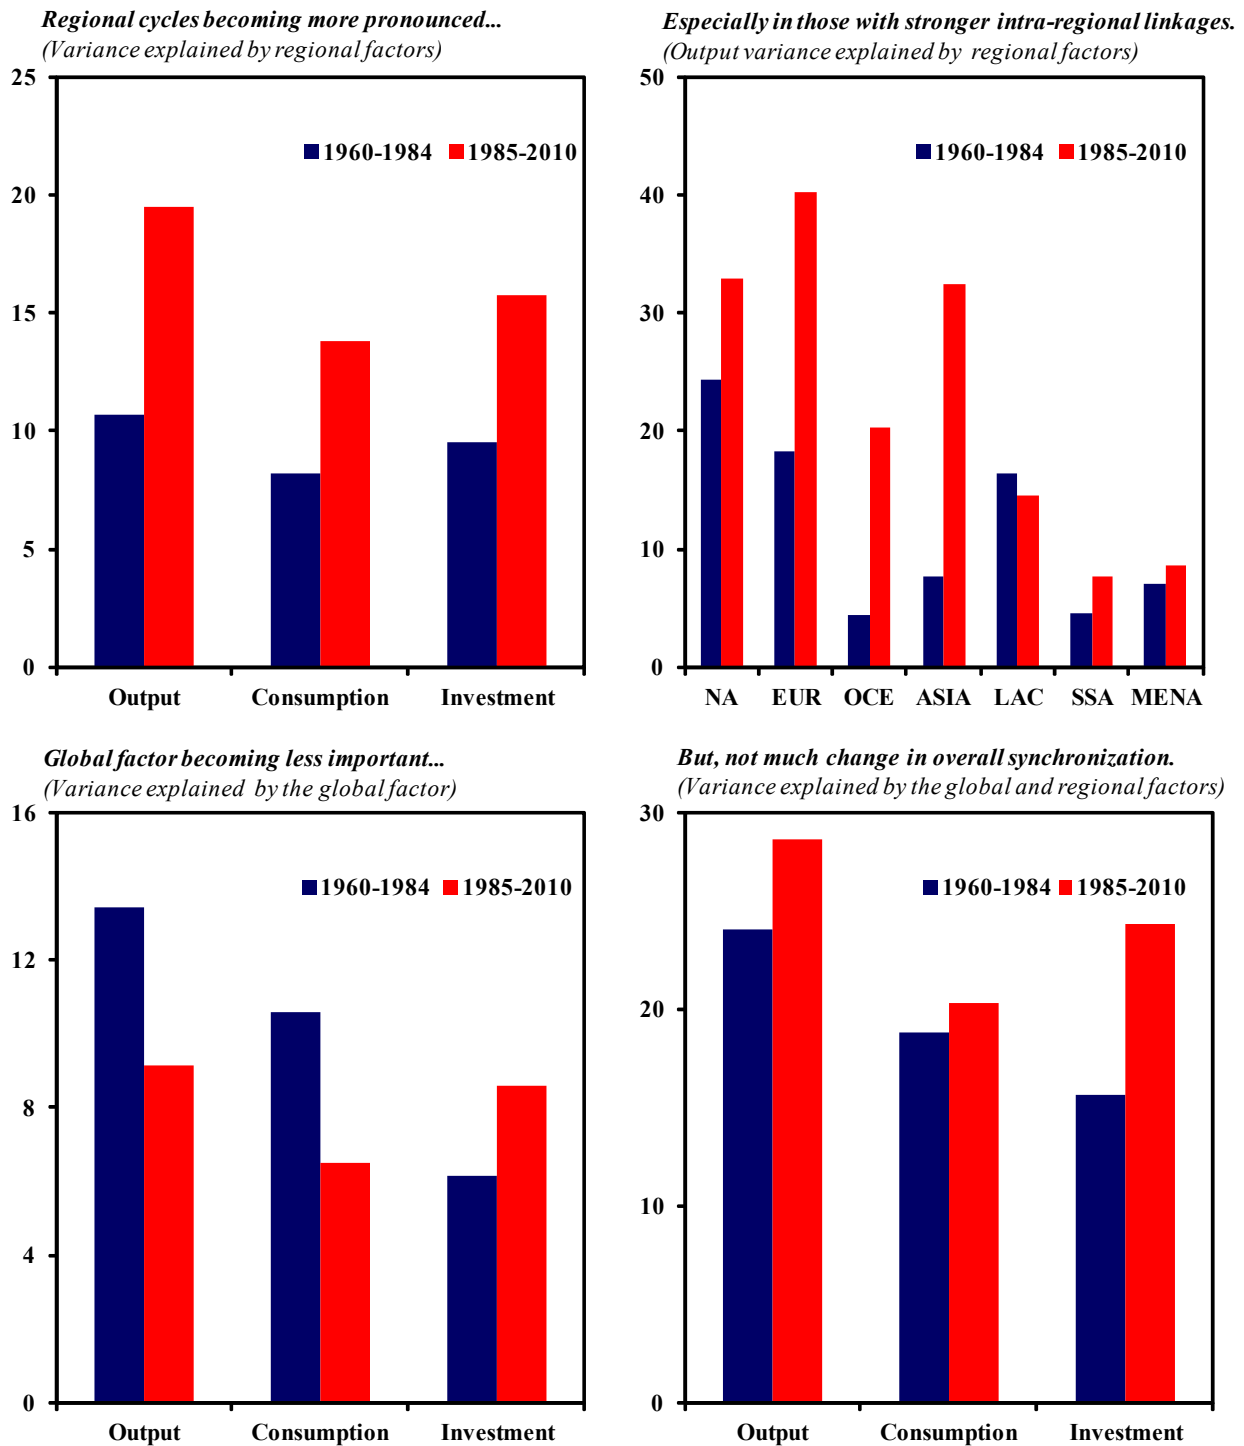 Regional cycles becoming more pronounced...
(Variance explained by regional factors)
25
20
15
10
5
0
1960-1984 1985-2010
Output Consumption Investment
Especially in those with stronger intra-regional linkages.
(Output variance explained by regional factors)
50
40
30
20
10
0
1960-1984 1985-2010
NA EUR OCE ASIA LAC SSA MENA
Global factor becoming less important...
(Variance explained by the global factor)
16
12
8
4
0
1960-1984 1985-2010
Output Consumption Investment
But, not much change in overall synchronization.
(Variance explained by the global and regional factors)
30
20
10
0
1960-1984 1985-2010
Output Consumption Investment